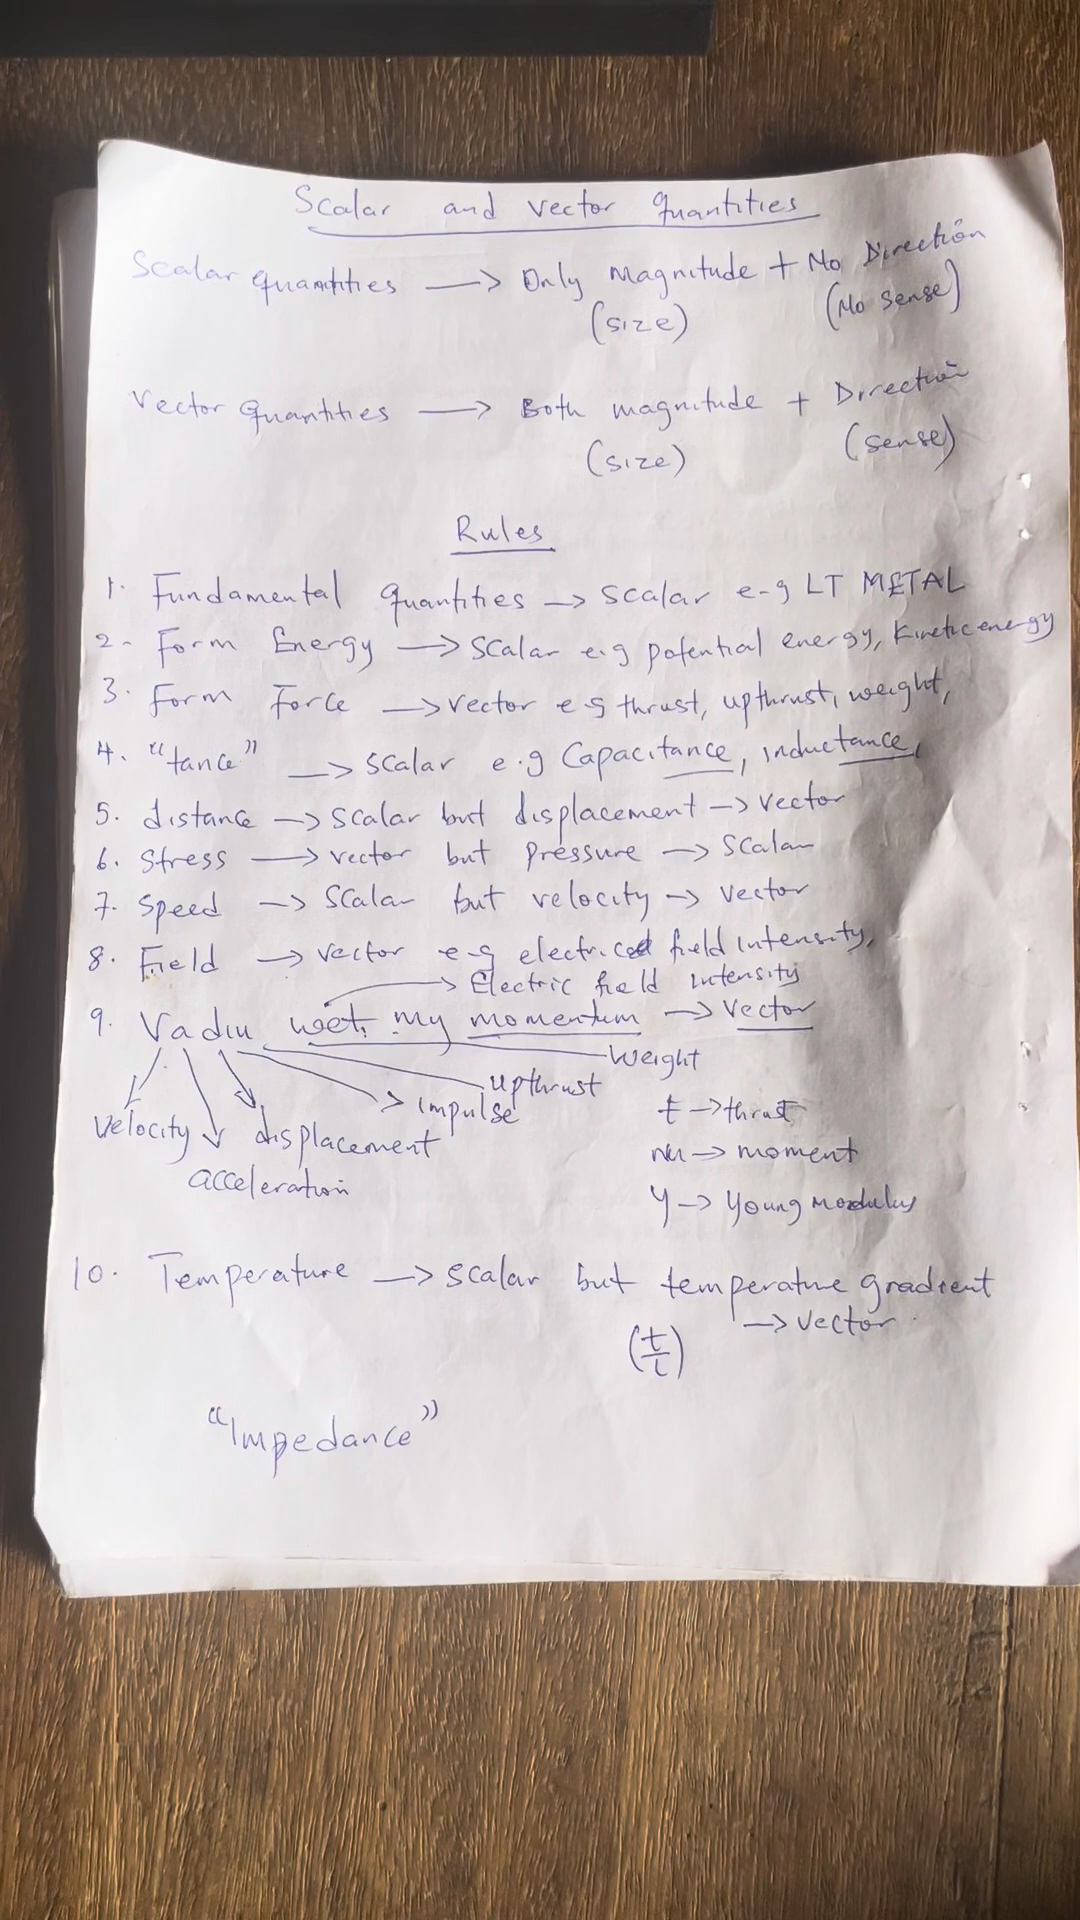 Scalar and vector quantities
Scalar quantities → Only magnitude + No Direction
(size) (No sense)
Vector quantities → Both magnitude + Direction
(size) (sense)
Rules
1. Fundamental quantities → scalar e-g LT METAL
2- Form Energy → scalar e.g potential energy, kinetic energy
3. Form Force → vector e g thrust, upthrust, weight,
4. "tance" → scalar e.g Capacitance, inductance,
5. distance → scalar but displacement → vector
6. Stress → vector but pressure → scalar
7. Speed → scalar but velocity → vector
8. Field → vector e-g electrical field intensity,
→ Electric field intensity
9. Vadiu wet my momentum → Vector
Weight
upthrust
impulse
t → thrust
velocity
displacement
m → moment
acceleration
Y → Young modulus
10. Temperature → scalar but temperature gradient
→ vector
(t/l)
"Impedance"